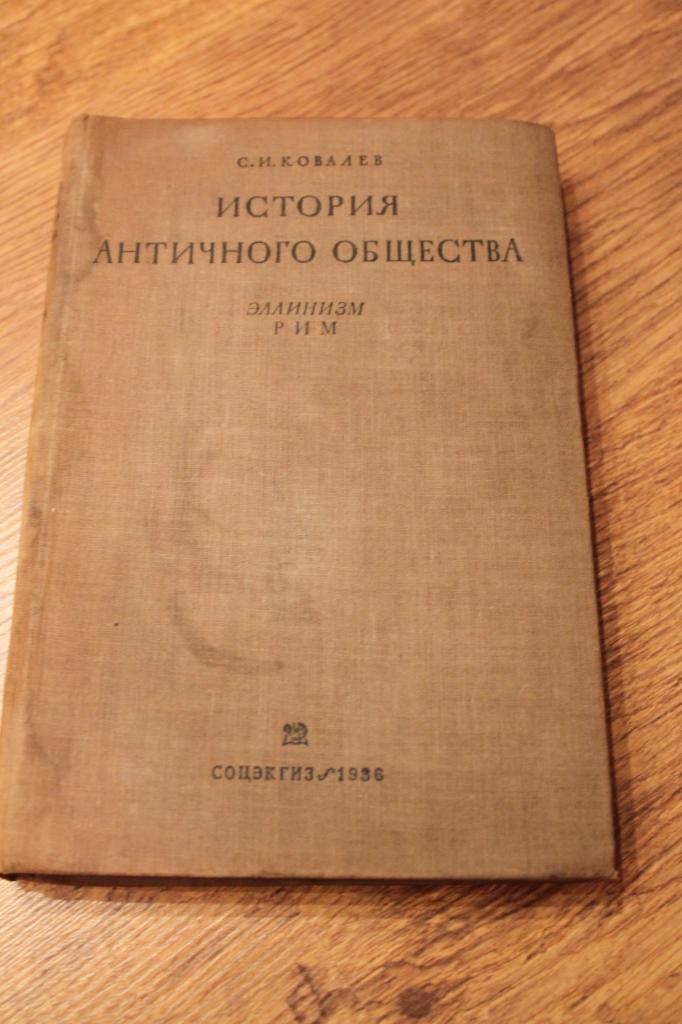 С. И. КОВАЛЕВ
ИСТОРИЯ
АНТИЧНОГО ОБЩЕСТВА
ЭЛЛИНИЗМ
РИМ
СОЦЭКГИЗ 1936